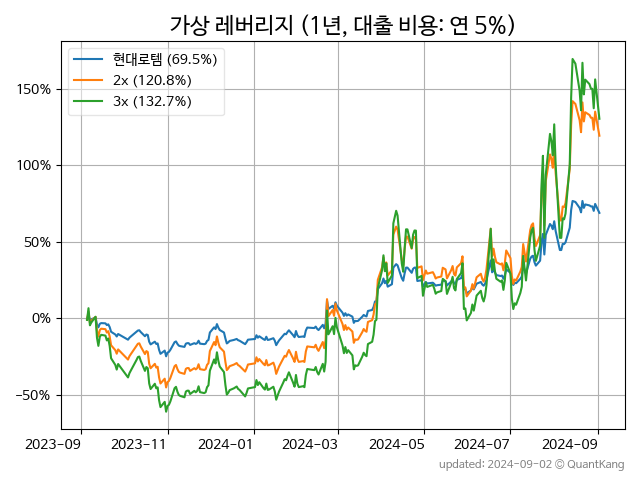 가상 레버리지 (1년, 대출 비용: 연 5%)
현대로템 (69.5%)
2x (120.8%)
3x (132.7%)
150%
100%
50%
0%
−50%
2023-09 2023-11 2024-01 2024-03 2024-05 2024-07 2024-09
updated: 2024-09-02 © QuantKang